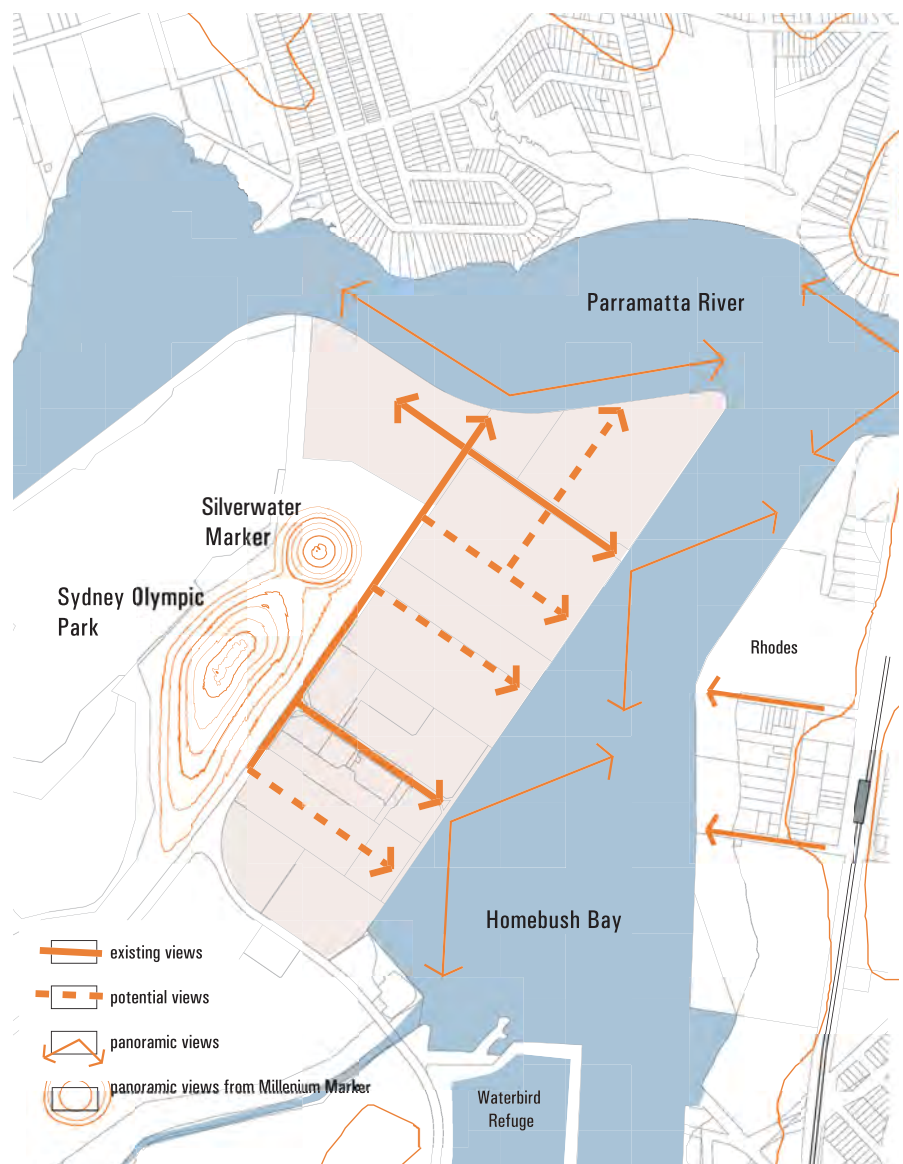 Parramatta River
Silverwater
Marker
Sydney Olympic
Park
Rhodes
Homebush Bay
existing views
potential views
panoramic views
panoramic views from Millenium Marker
Waterbird
Refuge